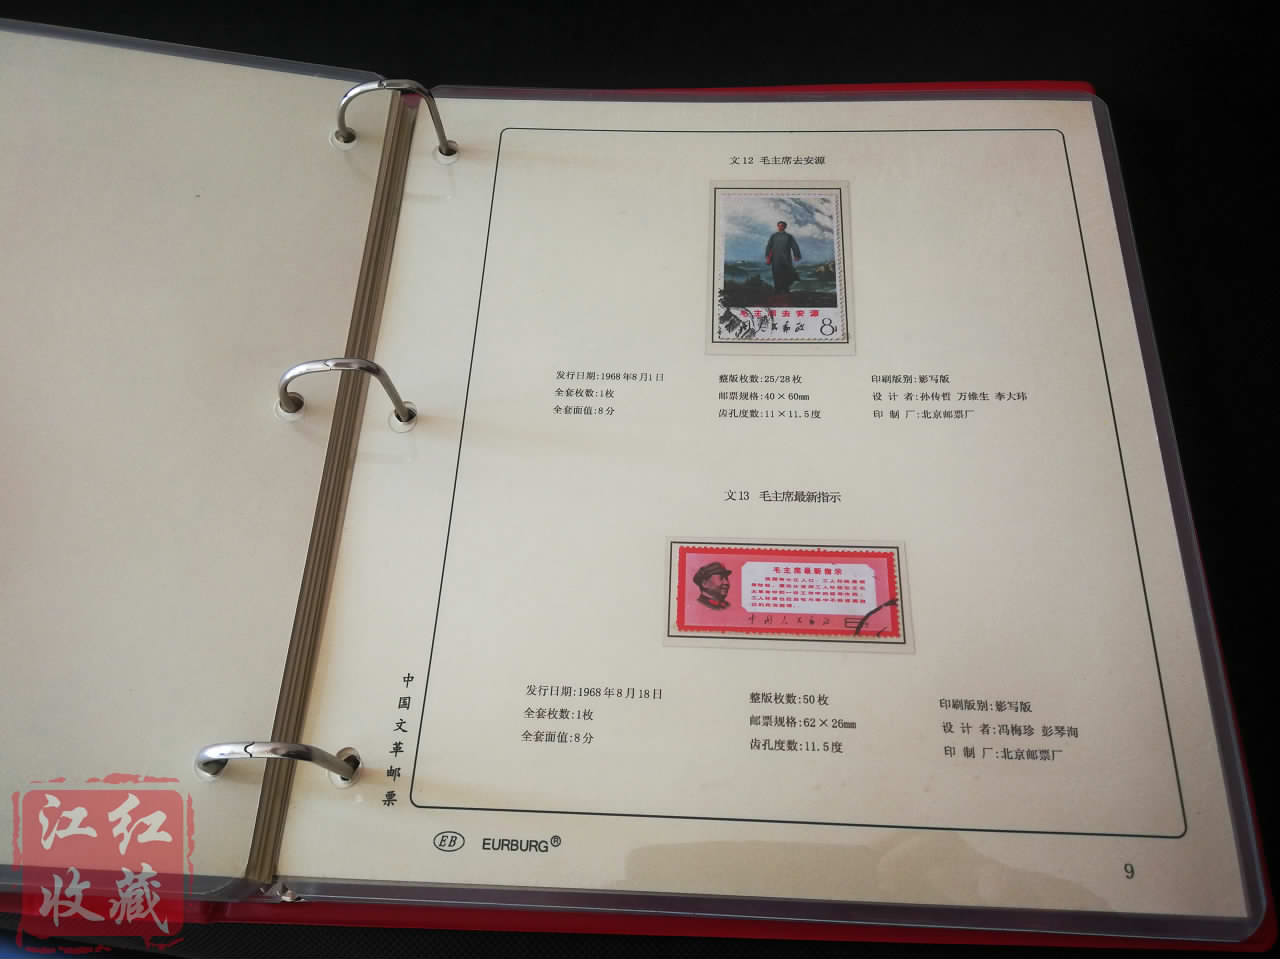 文12 毛主席去安源
毛主席去安源
8
发行日期:1968年8月1日
全套枚数:1枚
全套面值:8分
整版枚数:25/28枚
邮票规格:40×60mm
齿孔度数:11×11.5度
印刷版别:影写版
设 计 者:孙传哲 万维生 李大玮
印 制 厂:北京邮票厂
文13 毛主席最新指示
毛主席最新指示
发行日期:1968年8月18日
全套枚数:1枚
全套面值:8分
整版枚数:50枚
邮票规格:62×26mm
齿孔度数:11.5度
印刷版别:影写版
设 计 者:冯梅珍 彭琴洵
印 制 厂:北京邮票厂
中国文革邮票
EB EURBURG®
9
江红
收藏